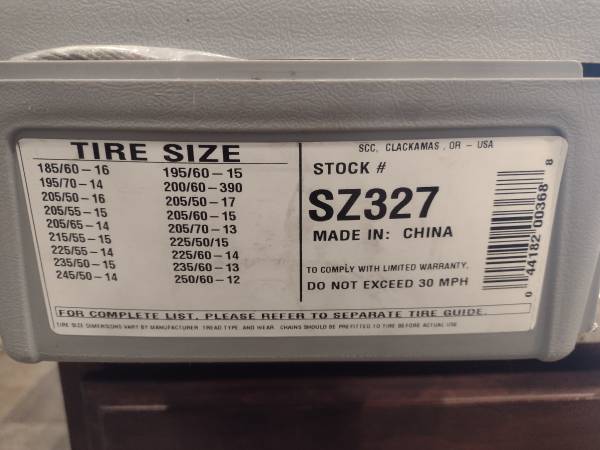 TIRE SIZE
185/60 – 16
195/70 – 14
205/50 – 16
205/55 – 15
205/65 – 14
215/55 – 15
225/55 – 14
235/50 – 15
245/50 – 14
195/60 – 15
200/60 – 390
205/50 – 17
205/60 – 15
205/70 – 13
225/50/15
225/60 – 14
235/60 – 13
250/60 – 12
SCC, CLACKAMAS , OR – USA
STOCK #
SZ327
MADE IN: CHINA
TO COMPLY WITH LIMITED WARRANTY,
DO NOT EXCEED 30 MPH
0 44182 00368 8
FOR COMPLETE LIST, PLEASE REFER TO SEPARATE TIRE GUIDE.
TIRE SIZE DIMENSIONS VARY BY MANUFACTURER, TREAD TYPE, AND WEAR. CHAINS SHOULD BE PREFITTED TO TIRE BEFORE ACTUAL USE